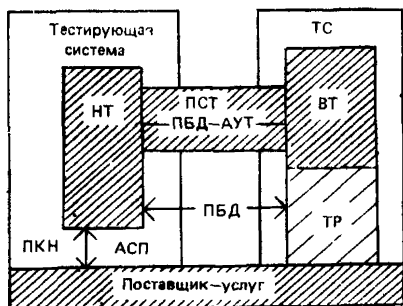 Тестирующая
система
ТС
НТ
ПСТ
ПБД–АУТ
ВТ
ПБД
ТР
ПКН
АСП
Поставщик–услуг